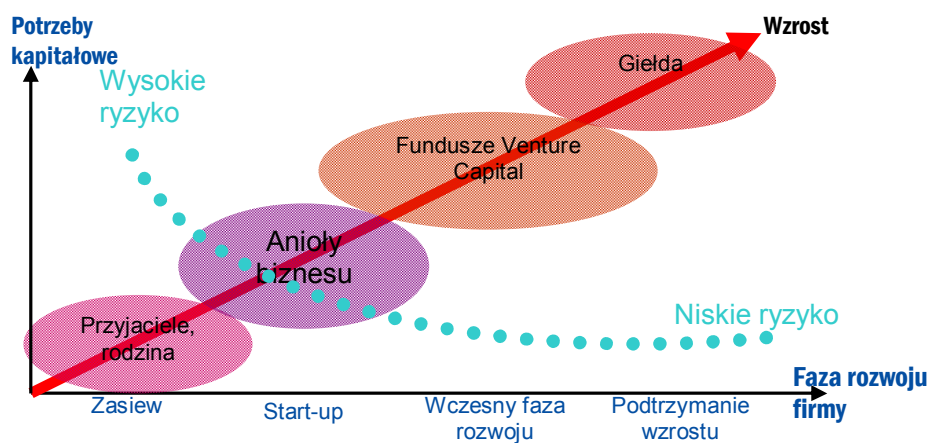 Potrzeby
kapitałowe
Wzrost
Giełda
Wysokie
ryzyko
Fundusze Venture
Capital
Anioły
biznesu
Przyjaciele,
rodzina
Niskie ryzyko
Faza rozwoju
firmy
Zasiew
Start-up
Wczesny faza
rozwoju
Podtrzymanie
wzrostu